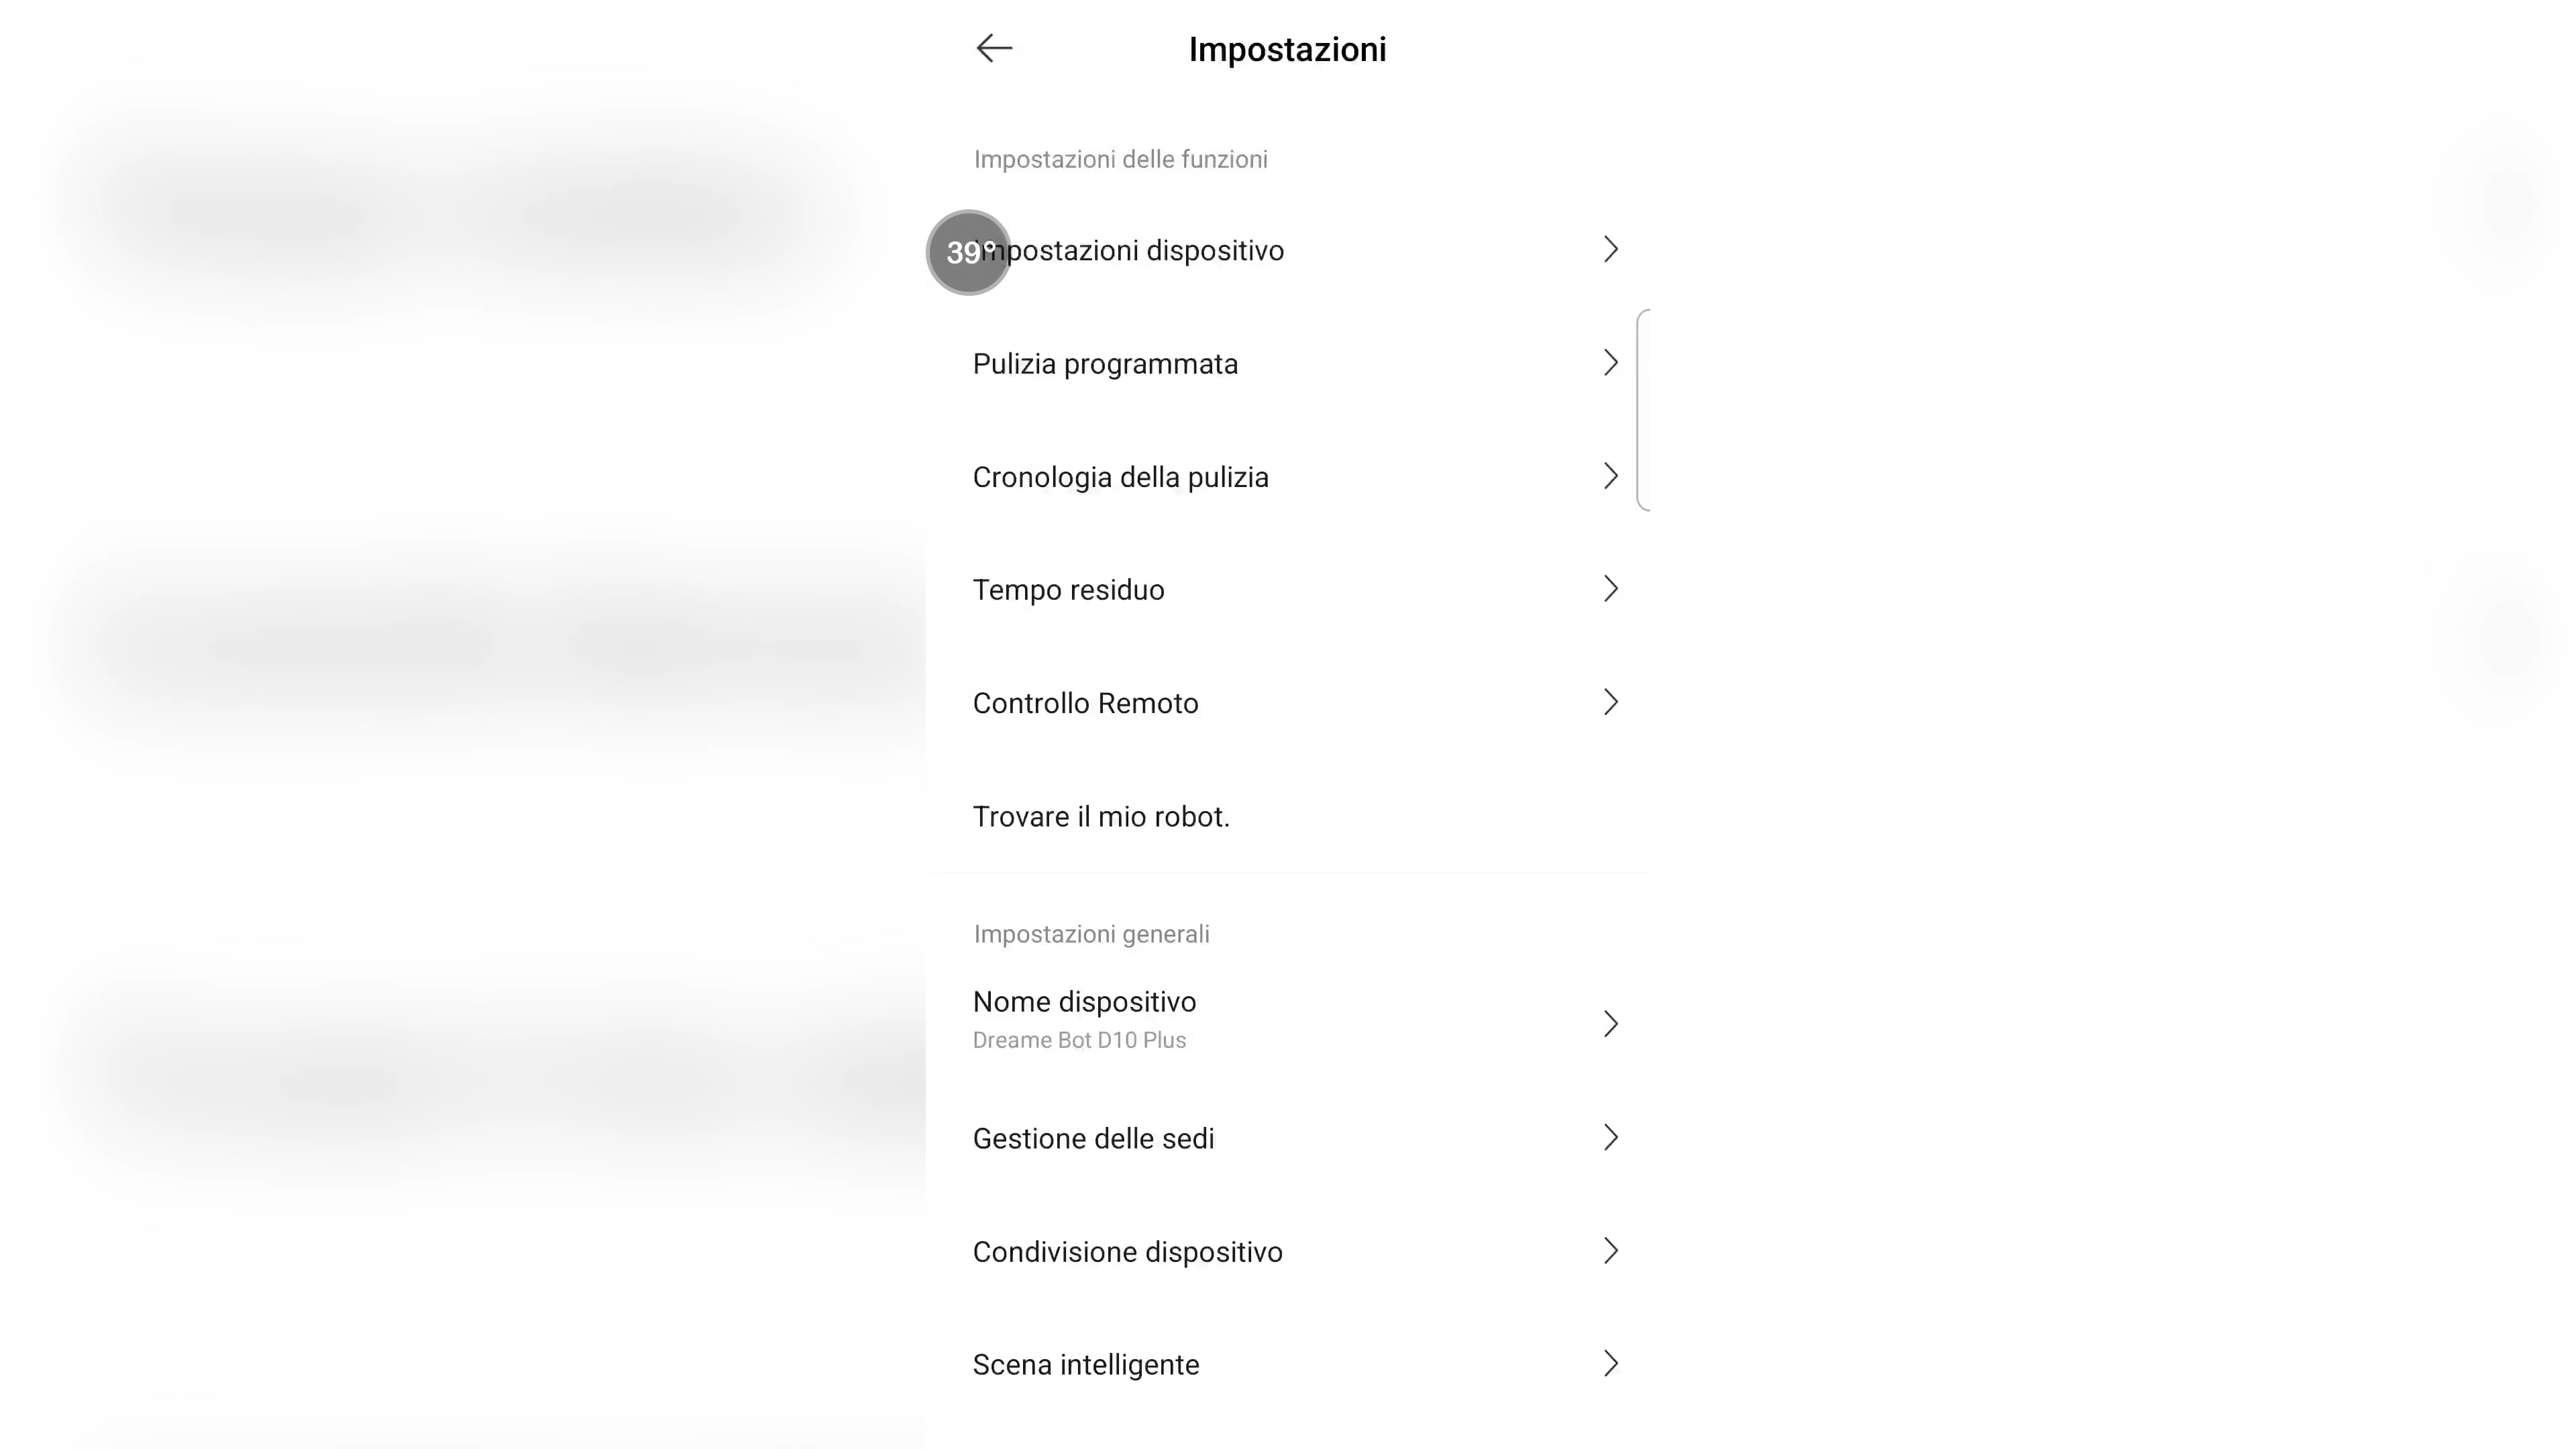 Impostazioni
Impostazioni delle funzioni
39°
Impostazioni dispositivo
Pulizia programmata
Cronologia della pulizia
Tempo residuo
Controllo Remoto
Trovare il mio robot.
Impostazioni generali
Nome dispositivo
Dreame Bot D10 Plus
Gestione delle sedi
Condivisione dispositivo
Scena intelligente